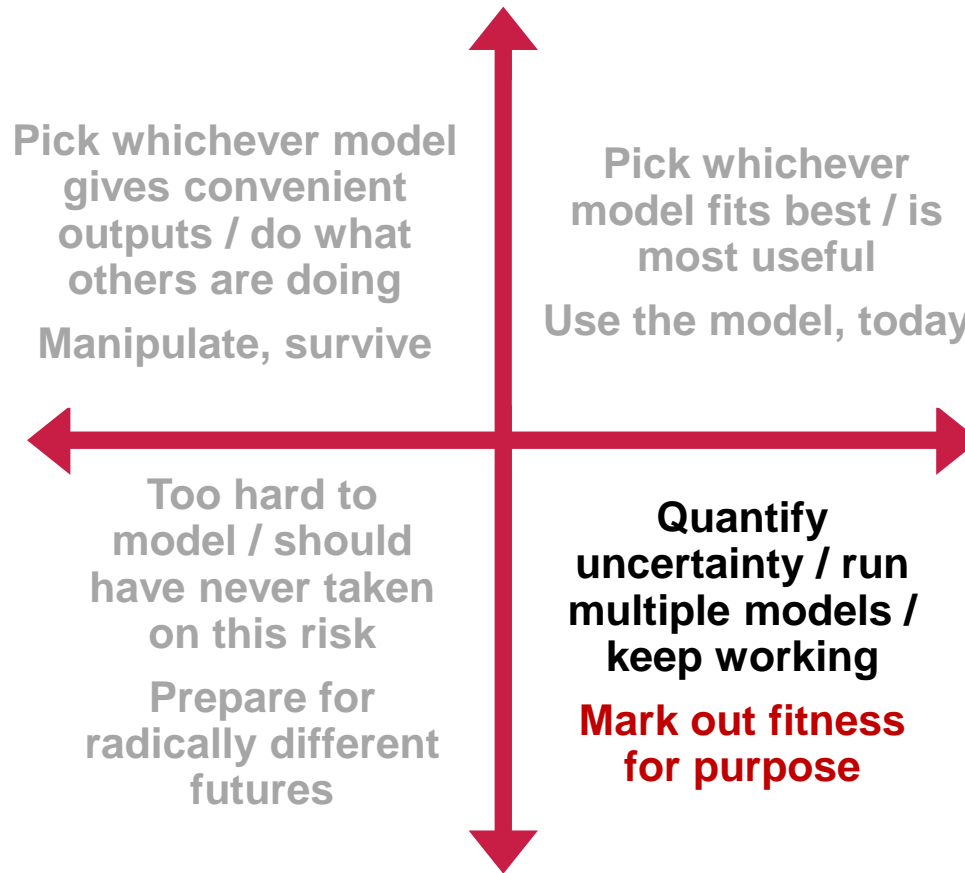 Pick whichever model
gives convenient
outputs / do what
others are doing
Manipulate, survive
Pick whichever
model fits best / is
most useful
Use the model, today
Too hard to
model / should
have never taken
on this risk
Prepare for
radically different
futures
Quantify
uncertainty / run
multiple models /
keep working
Mark out fitness
for purpose